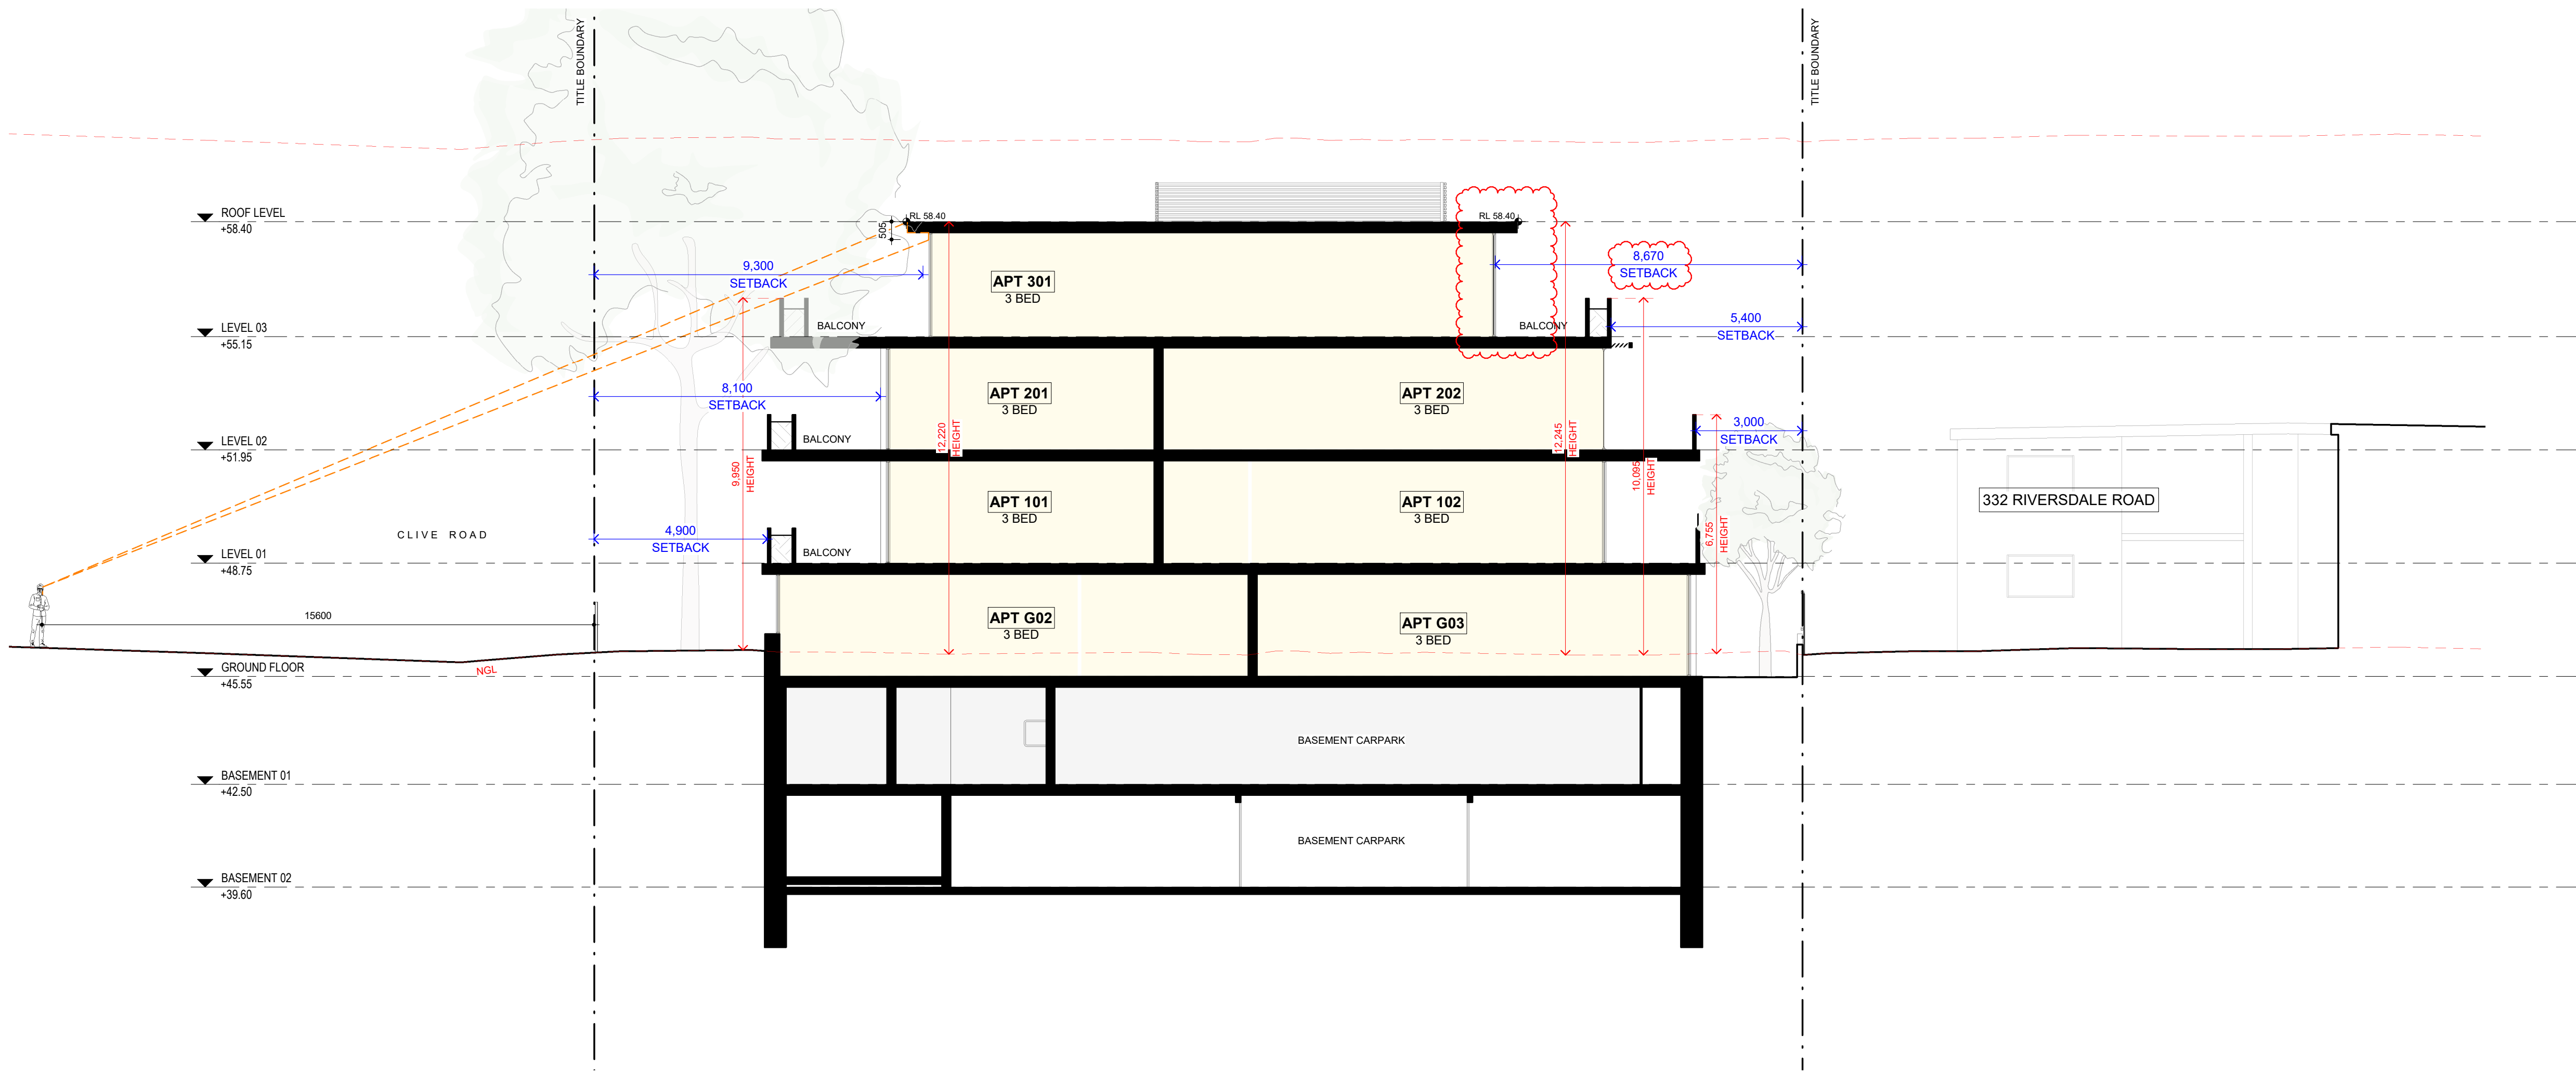 TITLE BOUNDARY
TITLE BOUNDARY
ROOF LEVEL
+58.40
RL 58.40
RL 58.40
505
9,300
SETBACK
APT 301
3 BED
8,670
SETBACK
LEVEL 03
+55.15
BALCONY
BALCONY
5,400
SETBACK
8,100
SETBACK
APT 201
3 BED
APT 202
3 BED
LEVEL 02
+51.95
BALCONY
12,220
HEIGHT
12,245
HEIGHT
3,000
SETBACK
9,950
HEIGHT
10,095
HEIGHT
APT 101
3 BED
APT 102
3 BED
332 RIVERSDALE ROAD
CLIVE ROAD
4,900
SETBACK
6,755
HEIGHT
LEVEL 01
+48.75
BALCONY
15600
APT G02
3 BED
APT G03
3 BED
GROUND FLOOR
+45.55
NGL
BASEMENT CARPARK
BASEMENT 01
+42.50
BASEMENT CARPARK
BASEMENT 02
+39.60